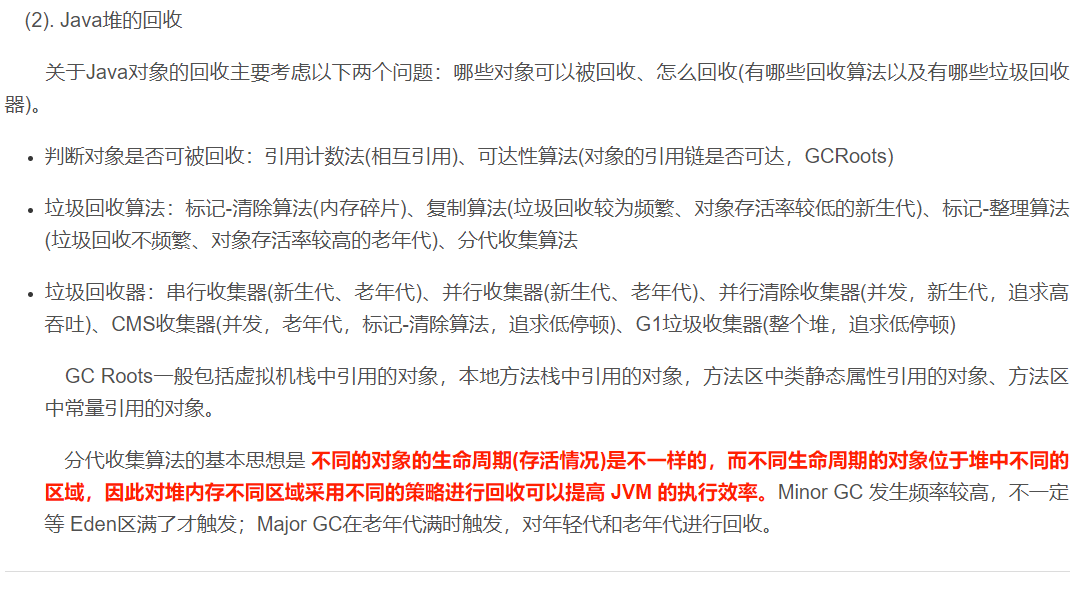 (2). Java堆的回收
关于Java对象的回收主要考虑以下两个问题：哪些对象可以被回收、怎么回收(有哪些回收算法以及有哪些垃圾回收
器)。
判断对象是否可被回收：引用计数法(相互引用)、可达性算法(对象的引用链是否可达，GCRoots)
垃圾回收算法：标记-清除算法(内存碎片)、复制算法(垃圾回收较为频繁、对象存活率较低的新生代)、标记-整理算法
(垃圾回收不频繁、对象存活率较高的老年代)、分代收集算法
垃圾回收器：串行收集器(新生代、老年代)、并行收集器(新生代、老年代)、并行清除收集器(并发，新生代，追求高
吞吐)、CMS收集器(并发，老年代，标记-清除算法，追求低停顿)、G1垃圾收集器(整个堆，追求低停顿)
GC Roots一般包括虚拟机栈中引用的对象，本地方法栈中引用的对象，方法区中类静态属性引用的对象、方法区
中常量引用的对象。
分代收集算法的基本思想是 不同的对象的生命周期(存活情况)是不一样的，而不同生命周期的对象位于堆中不同的
区域，因此对堆内存不同区域采用不同的策略进行回收可以提高 JVM 的执行效率。Minor GC 发生频率较高，不一定
等 Eden区满了才触发；Major GC在老年代满时触发，对年轻代和老年代进行回收。